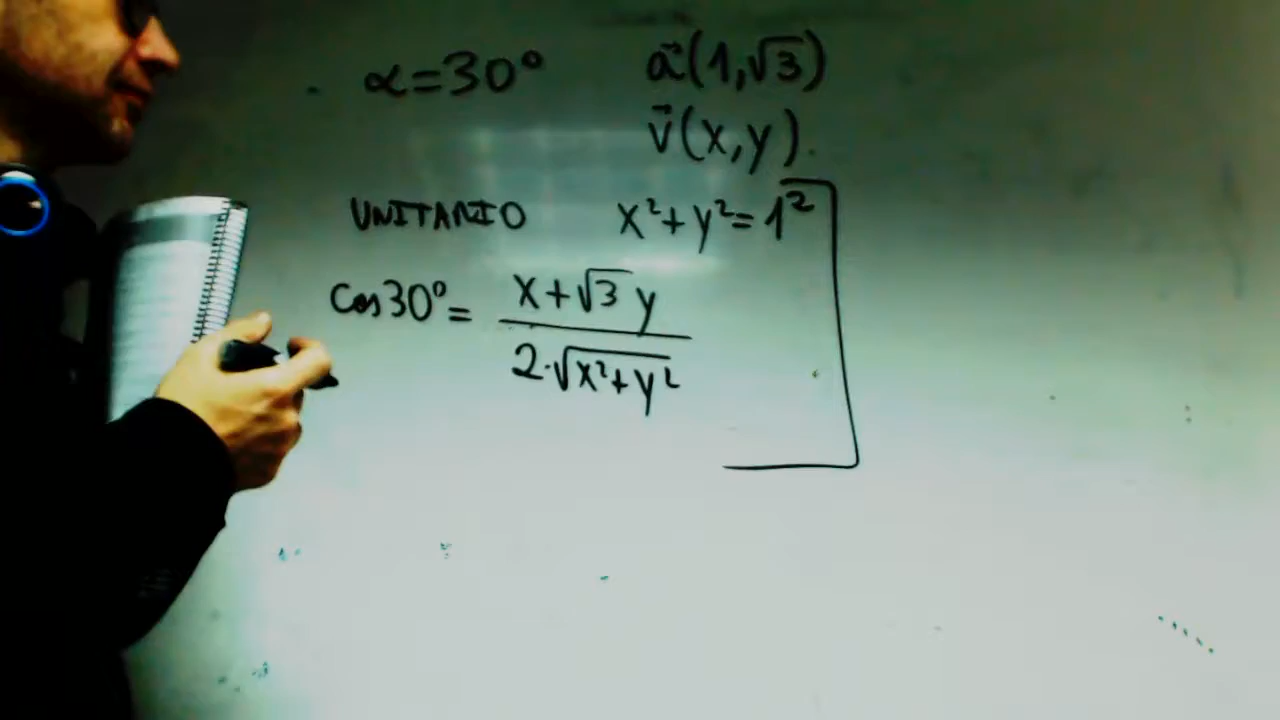 α=30° a⃗(1,√3)
v⃗(x,y).
UNITARIO x²+y²=1²
cos30°= (x+√3 y)/(2·√(x²+y²))